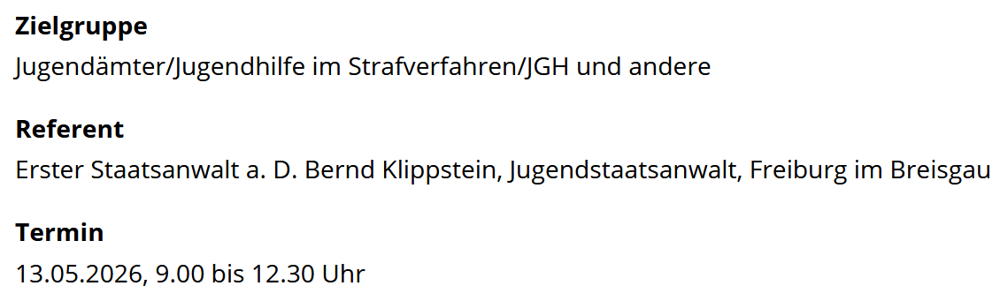 Zielgruppe
Jugendämter/Jugendhilfe im Strafverfahren/JGH und andere
Referent
Erster Staatsanwalt a. D. Bernd Klippstein, Jugendstaatsanwalt, Freiburg im Breisgau
Termin
13.05.2026, 9.00 bis 12.30 Uhr